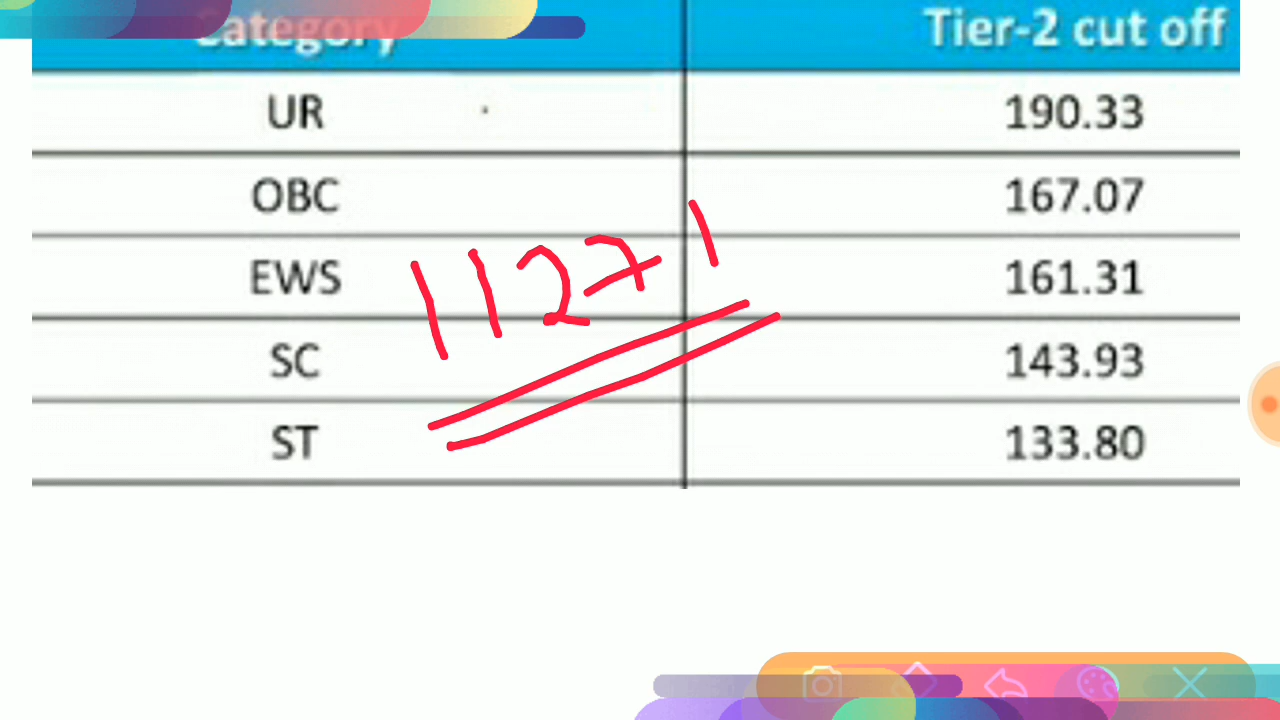 Category Tier-2 cut off
UR 190.33
OBC 167.07
EWS 161.31
11271
SC 143.93
ST 133.80